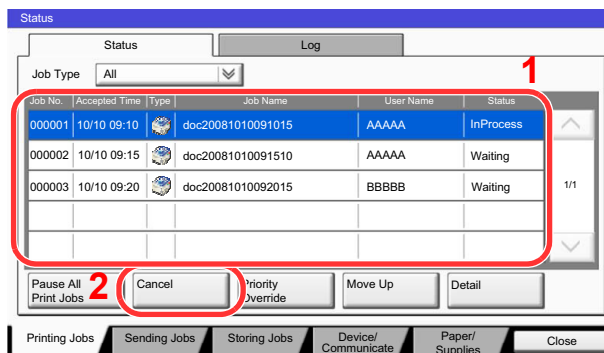 Status
Status Log
Job Type All
1
Job No. Accepted Time Type Job Name User Name Status
000001 10/10 09:10 doc20081010091015 AAAAA InProcess
000002 10/10 09:15 doc20081010091510 AAAAA Waiting
000003 10/10 09:20 doc20081010092015 BBBBB Waiting
1/1
2
Pause All
Print Jobs
Cancel
Priority
Override
Move Up
Detail
Printing Jobs
Sending Jobs
Storing Jobs
Device/
Communicate
Paper/
Supplies
Close